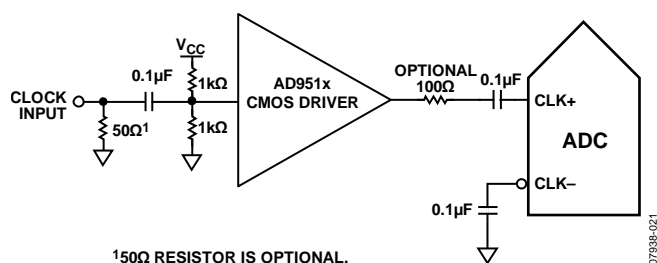 VCC
0.1µF
1kΩ
CLOCK
INPUT
50Ω1
1kΩ
AD951x
CMOS DRIVER
OPTIONAL
100Ω
0.1µF
CLK+
ADC
CLK–
0.1µF
150Ω RESISTOR IS OPTIONAL.
07938-021